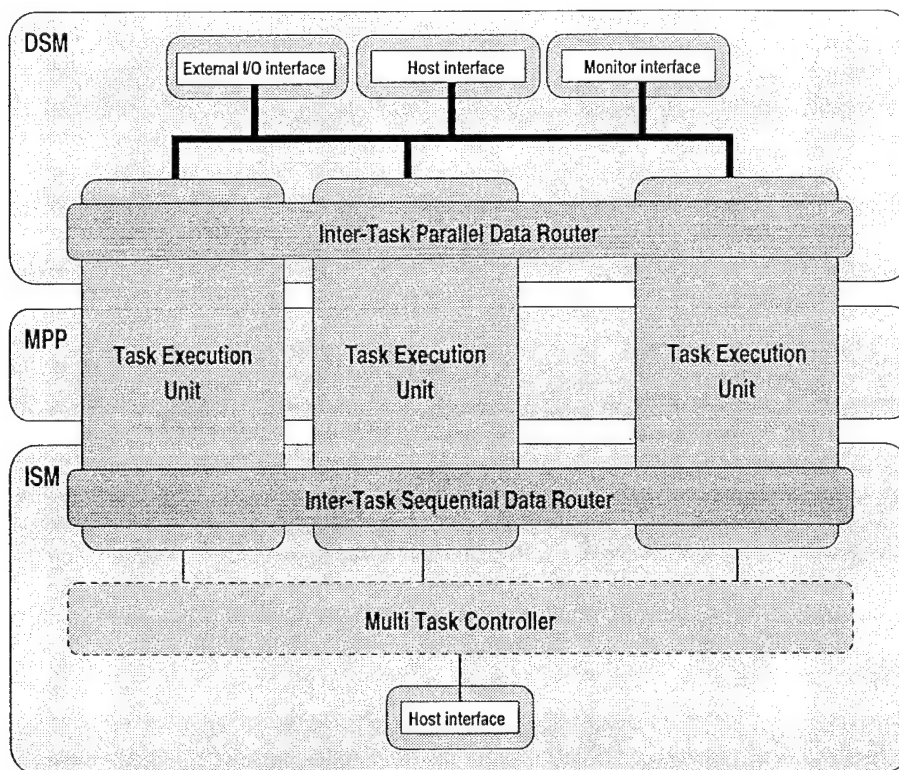 DSM
External I/O interface
Host interface
Monitor interface
Inter-Task Parallel Data Router
MPP
Task Execution
Unit
Task Execution
Unit
Task Execution
Unit
ISM
Inter-Task Sequential Data Router
Multi Task Controller
Host interface